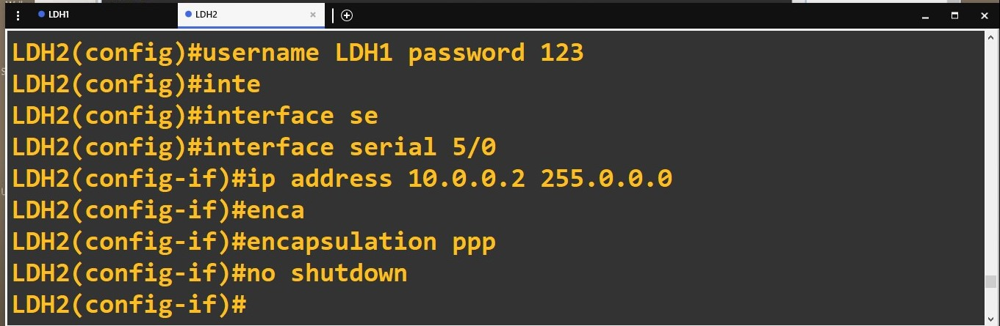 LDH1
LDH2
LDH2(config)#username LDH1 password 123
LDH2(config)#inte
LDH2(config)#interface se
LDH2(config)#interface serial 5/0
LDH2(config-if)#ip address 10.0.0.2 255.0.0.0
LDH2(config-if)#enca
LDH2(config-if)#encapsulation ppp
LDH2(config-if)#no shutdown
LDH2(config-if)#